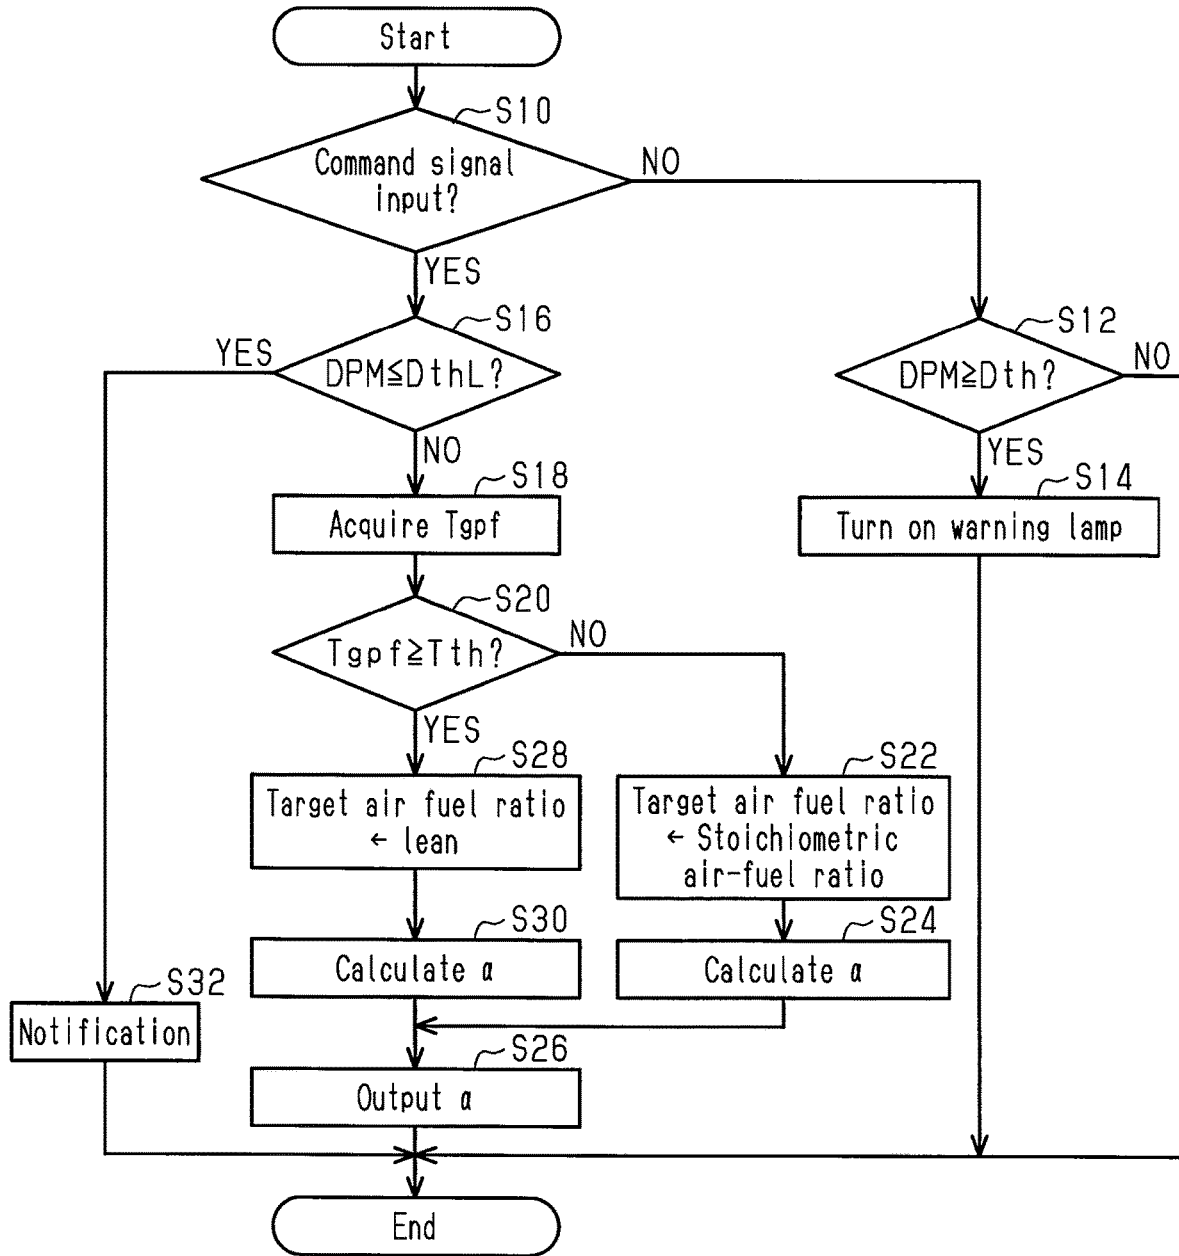 Start
S10
Command signal
input?
NO
YES
S16
YES
DPM≦DthL?
NO
S12
DPM≧Dth?
NO
YES
S18
Acquire Tgpf
S14
Turn on warning lamp
S20
Tgpf≧Tth?
NO
YES
S28
Target air fuel ratio
← lean
S22
Target air fuel ratio
← Stoichiometric
air-fuel ratio
S30
Calculate α
S24
Calculate α
S32
Notification
S26
Output α
End